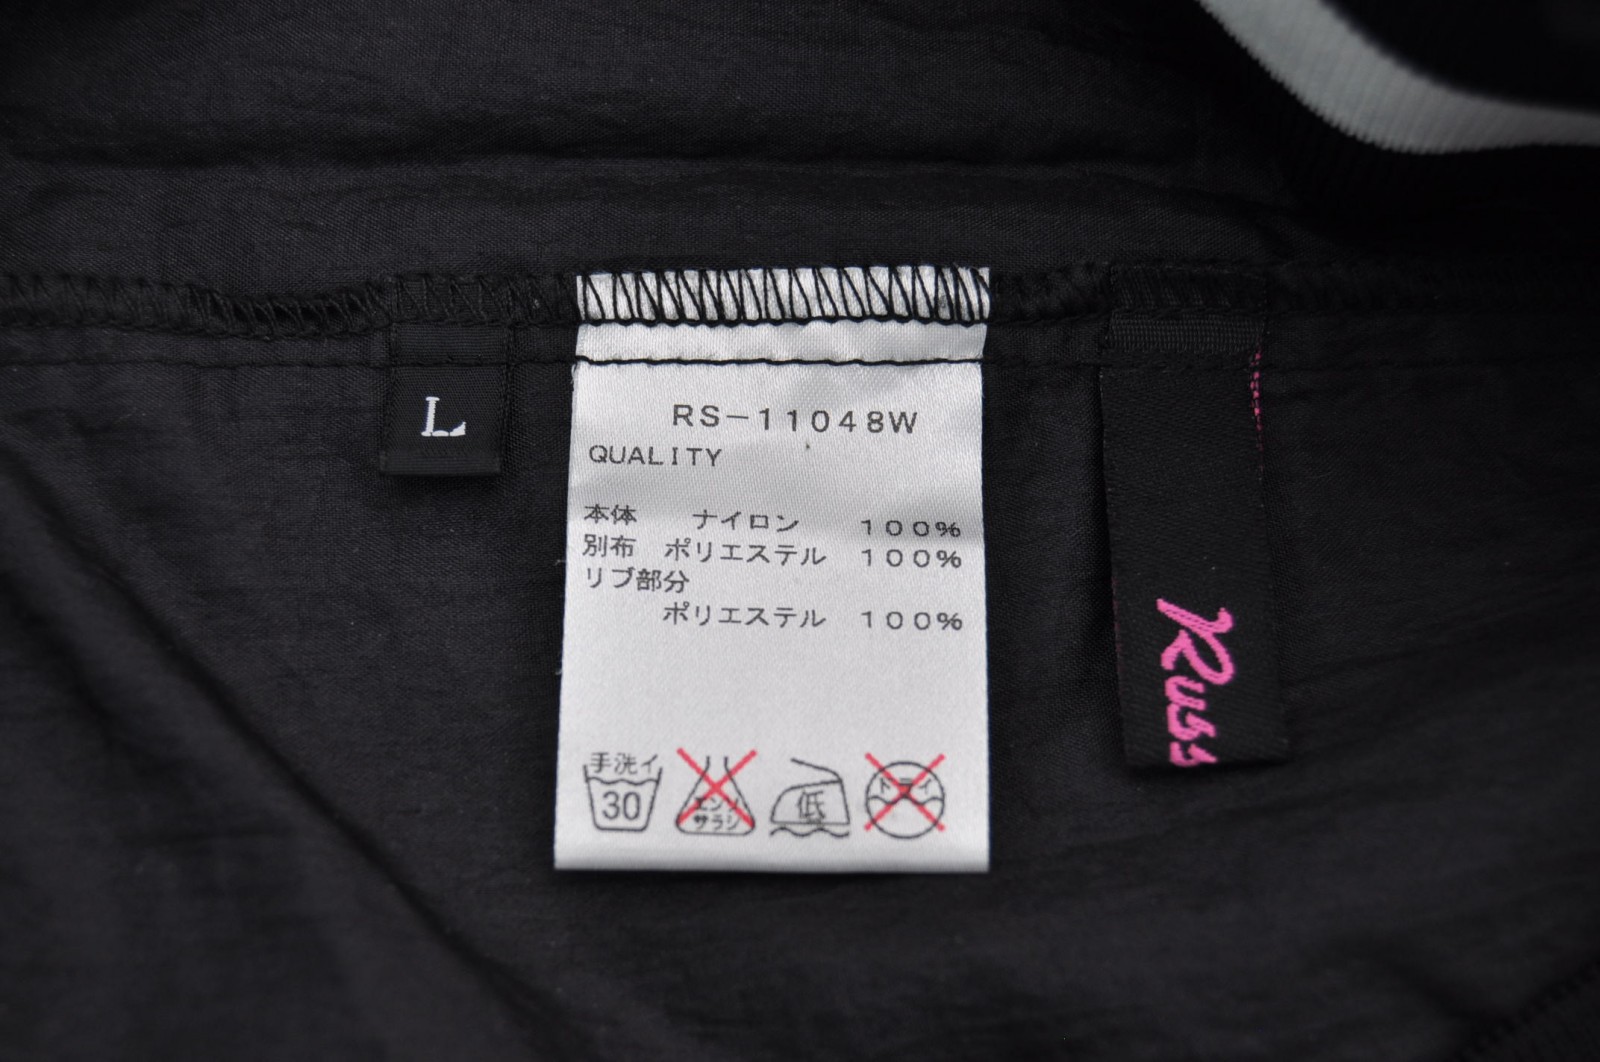 L
RS-11048W
QUALITY
本体 ナイロン 100%
別布 ポリエステル 100%
リブ部分
ポリエステル 100%
手洗イ
30
エンソ
サラシ
低
ドライ
Russ